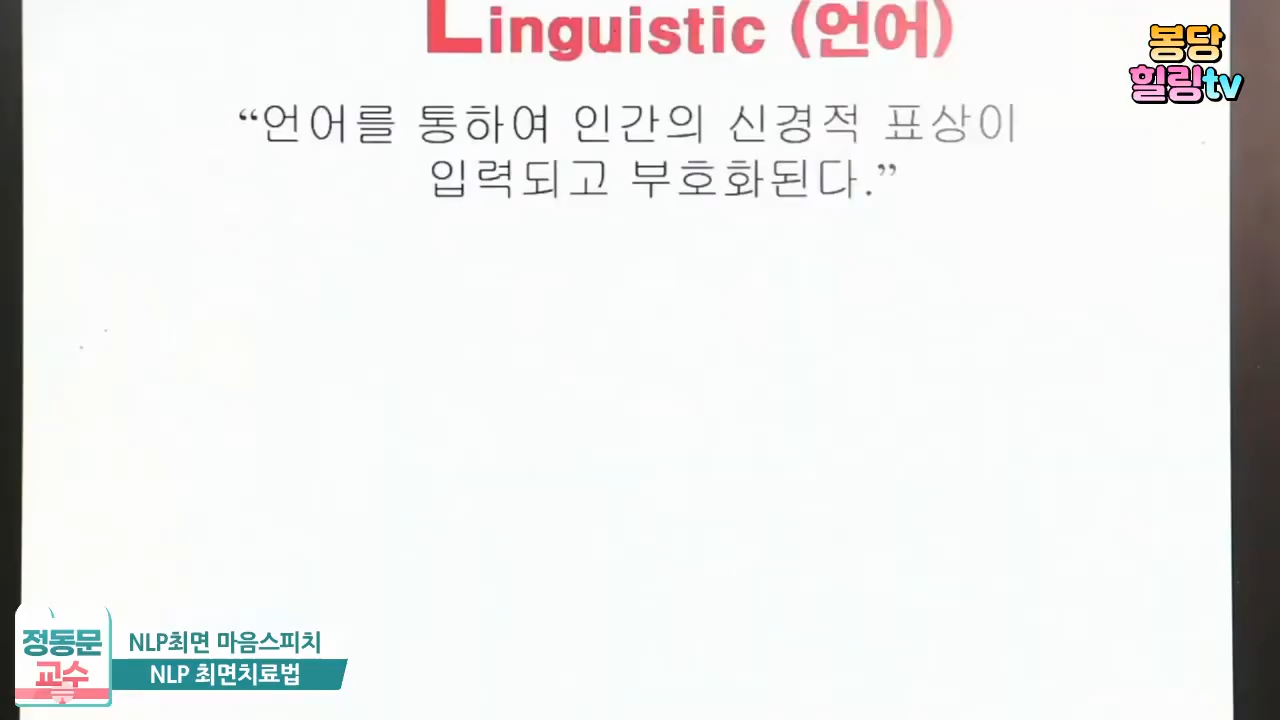 Linguistic (언어)
봉당
힐링tv
“언어를 통하여 인간의 신경적 표상이
입력되고 부호화된다.”
정동문
교수
NLP최면 마음스피치
NLP 최면치료법